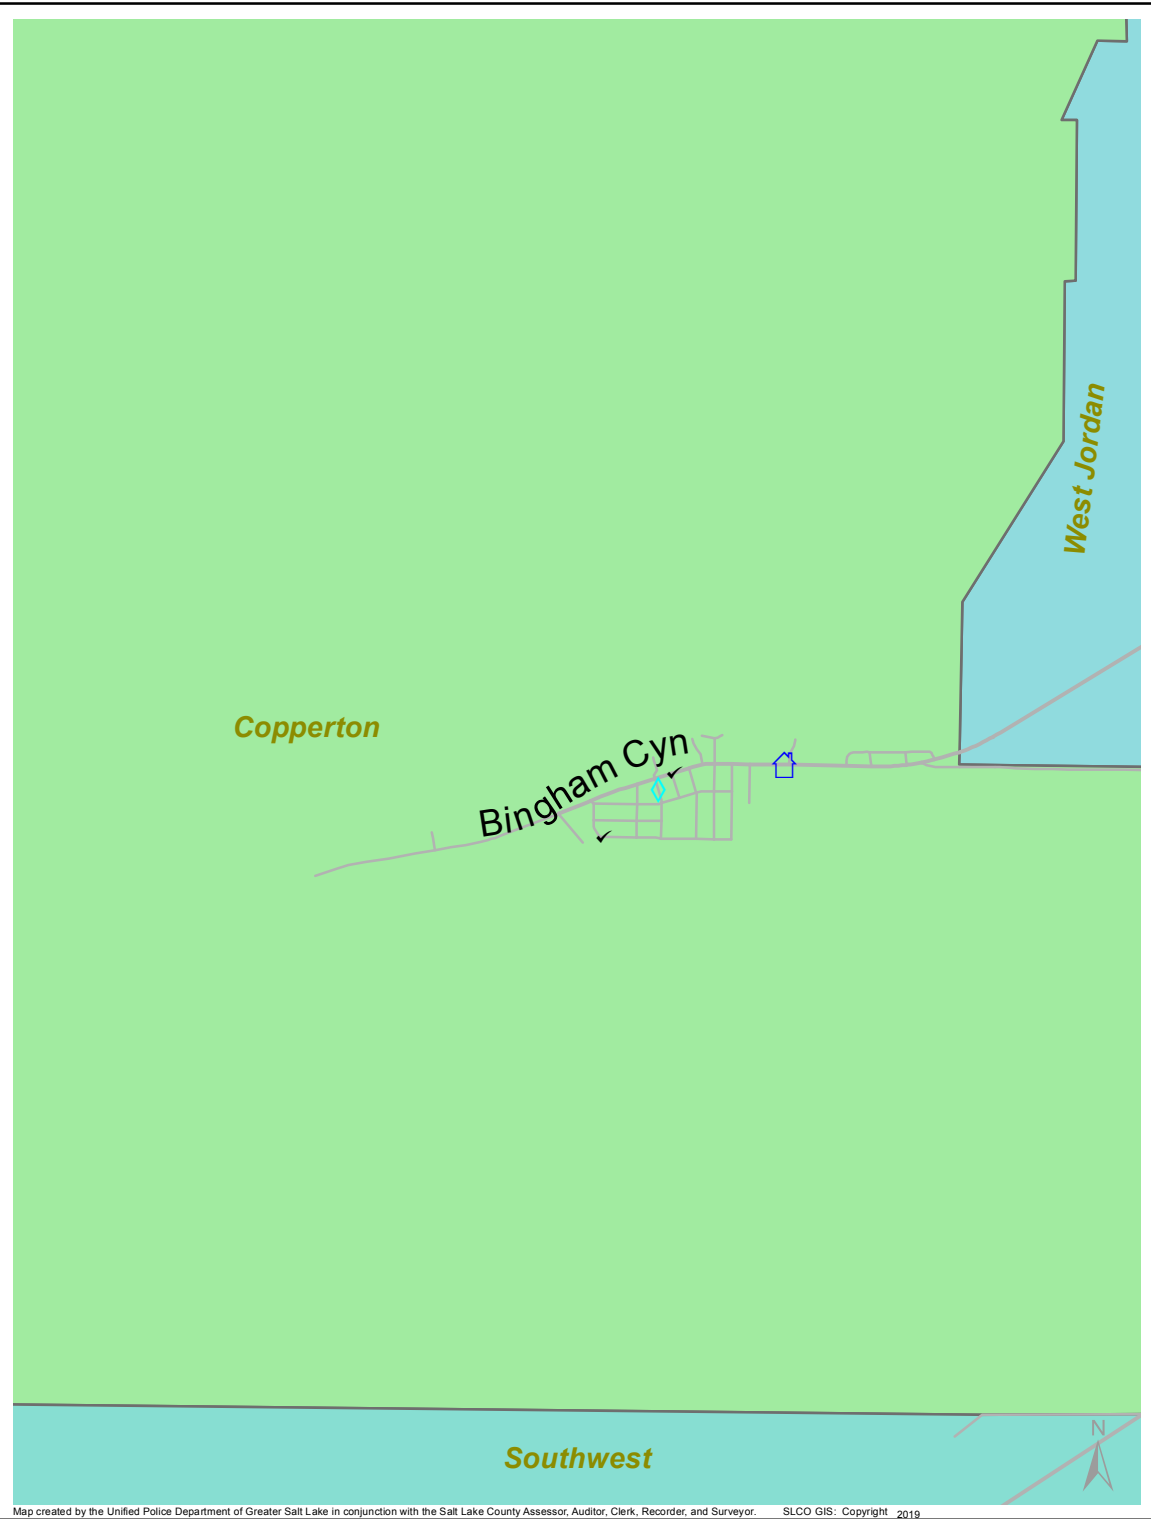 West Jordan
Copperton
Bingham Cyn
N
Southwest
Map created by the Unified Police Department of Greater Salt Lake in conjunction with the Salt Lake County Assessor, Auditor, Clerk, Recorder, and Surveyor. SLCO GIS: Copyright 2019